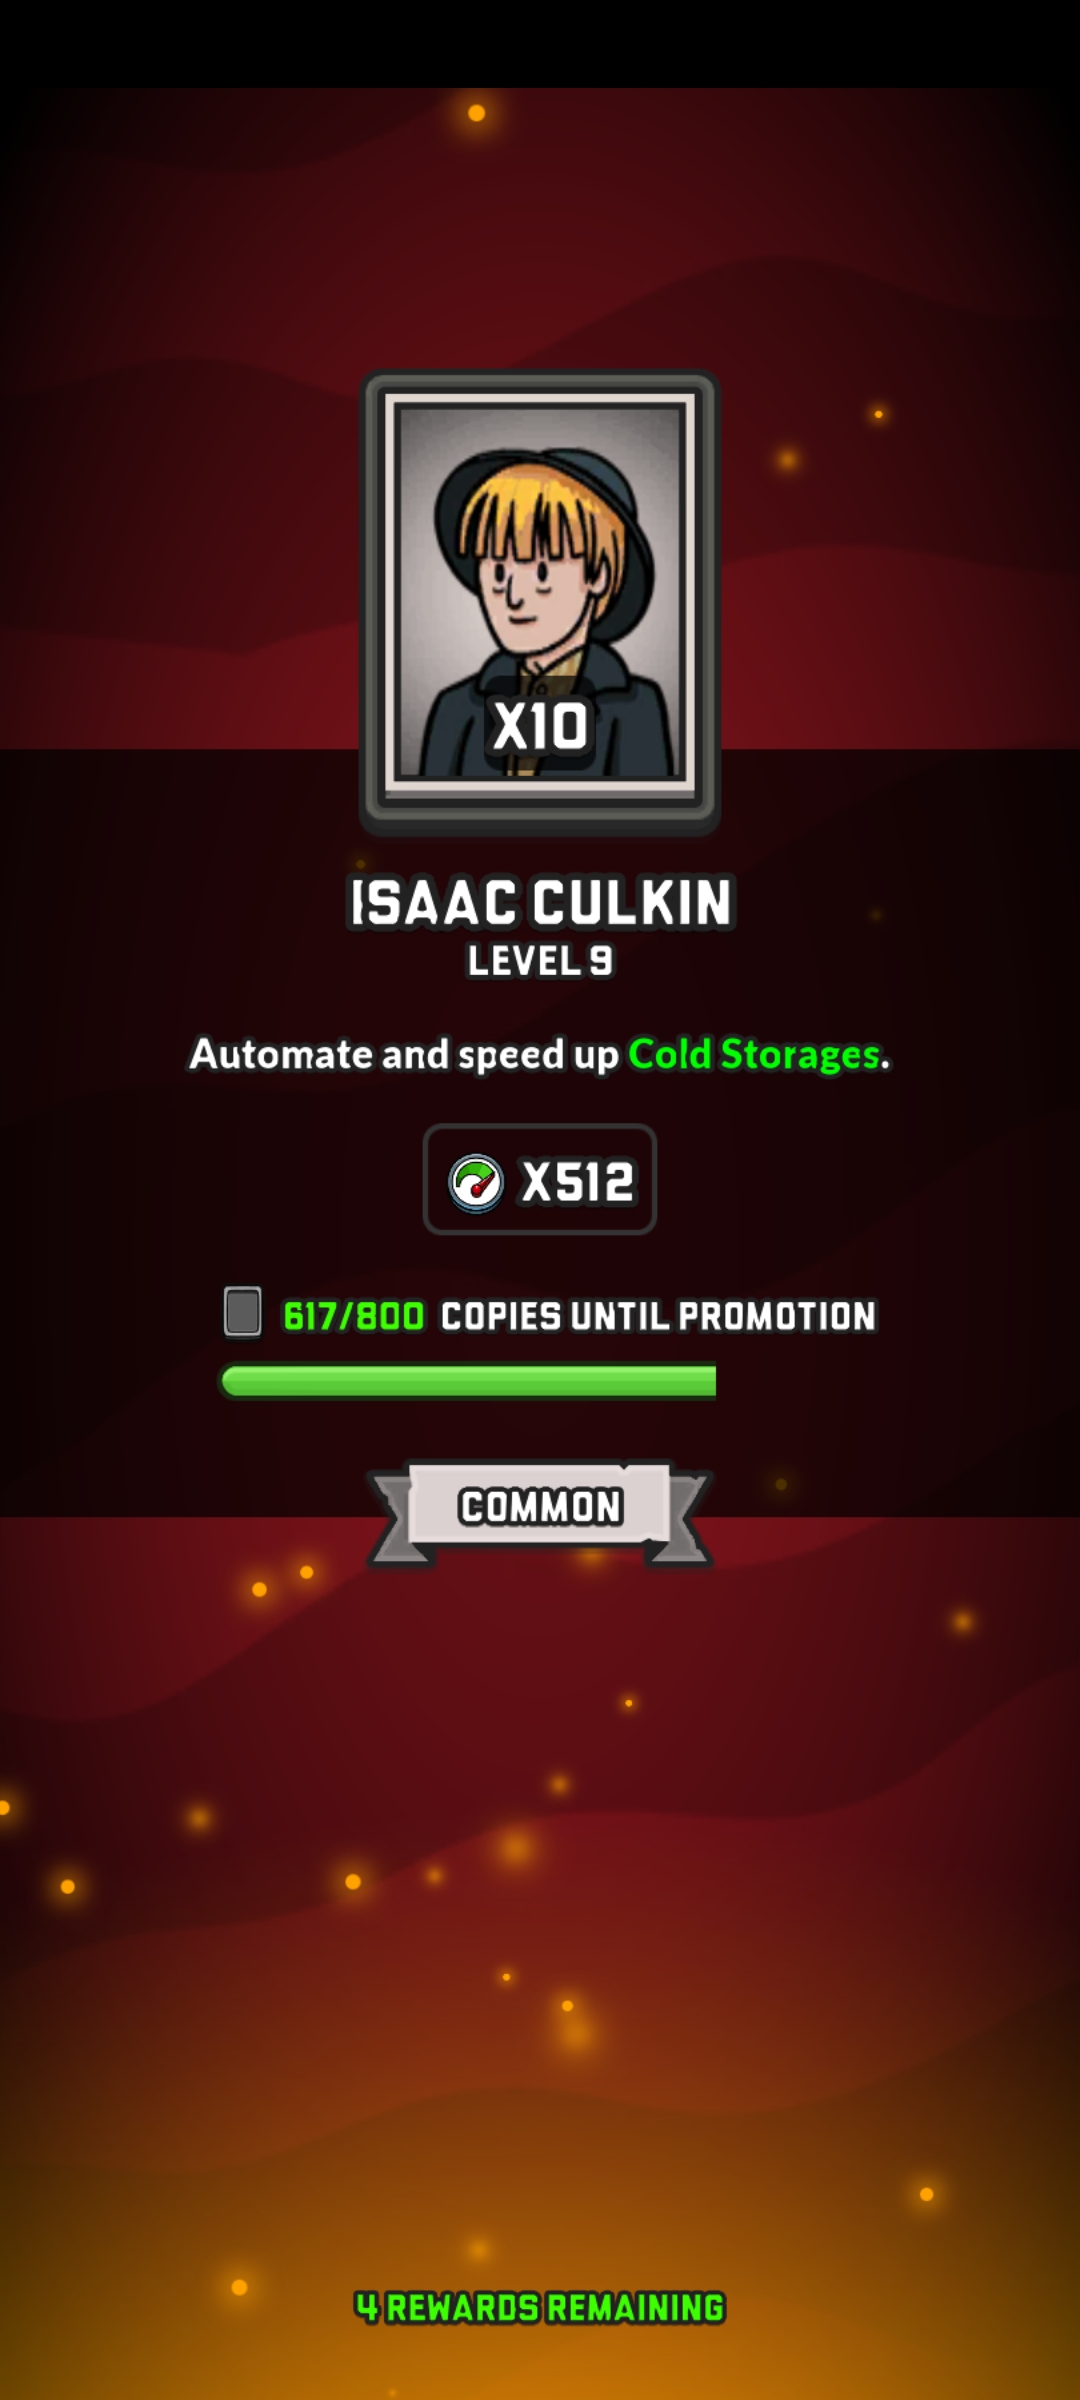 X10
ISAAC CULKIN
LEVEL 9
Automate and speed up Cold Storages.
X512
617/800 COPIES UNTIL PROMOTION
COMMON
4 REWARDS REMAINING